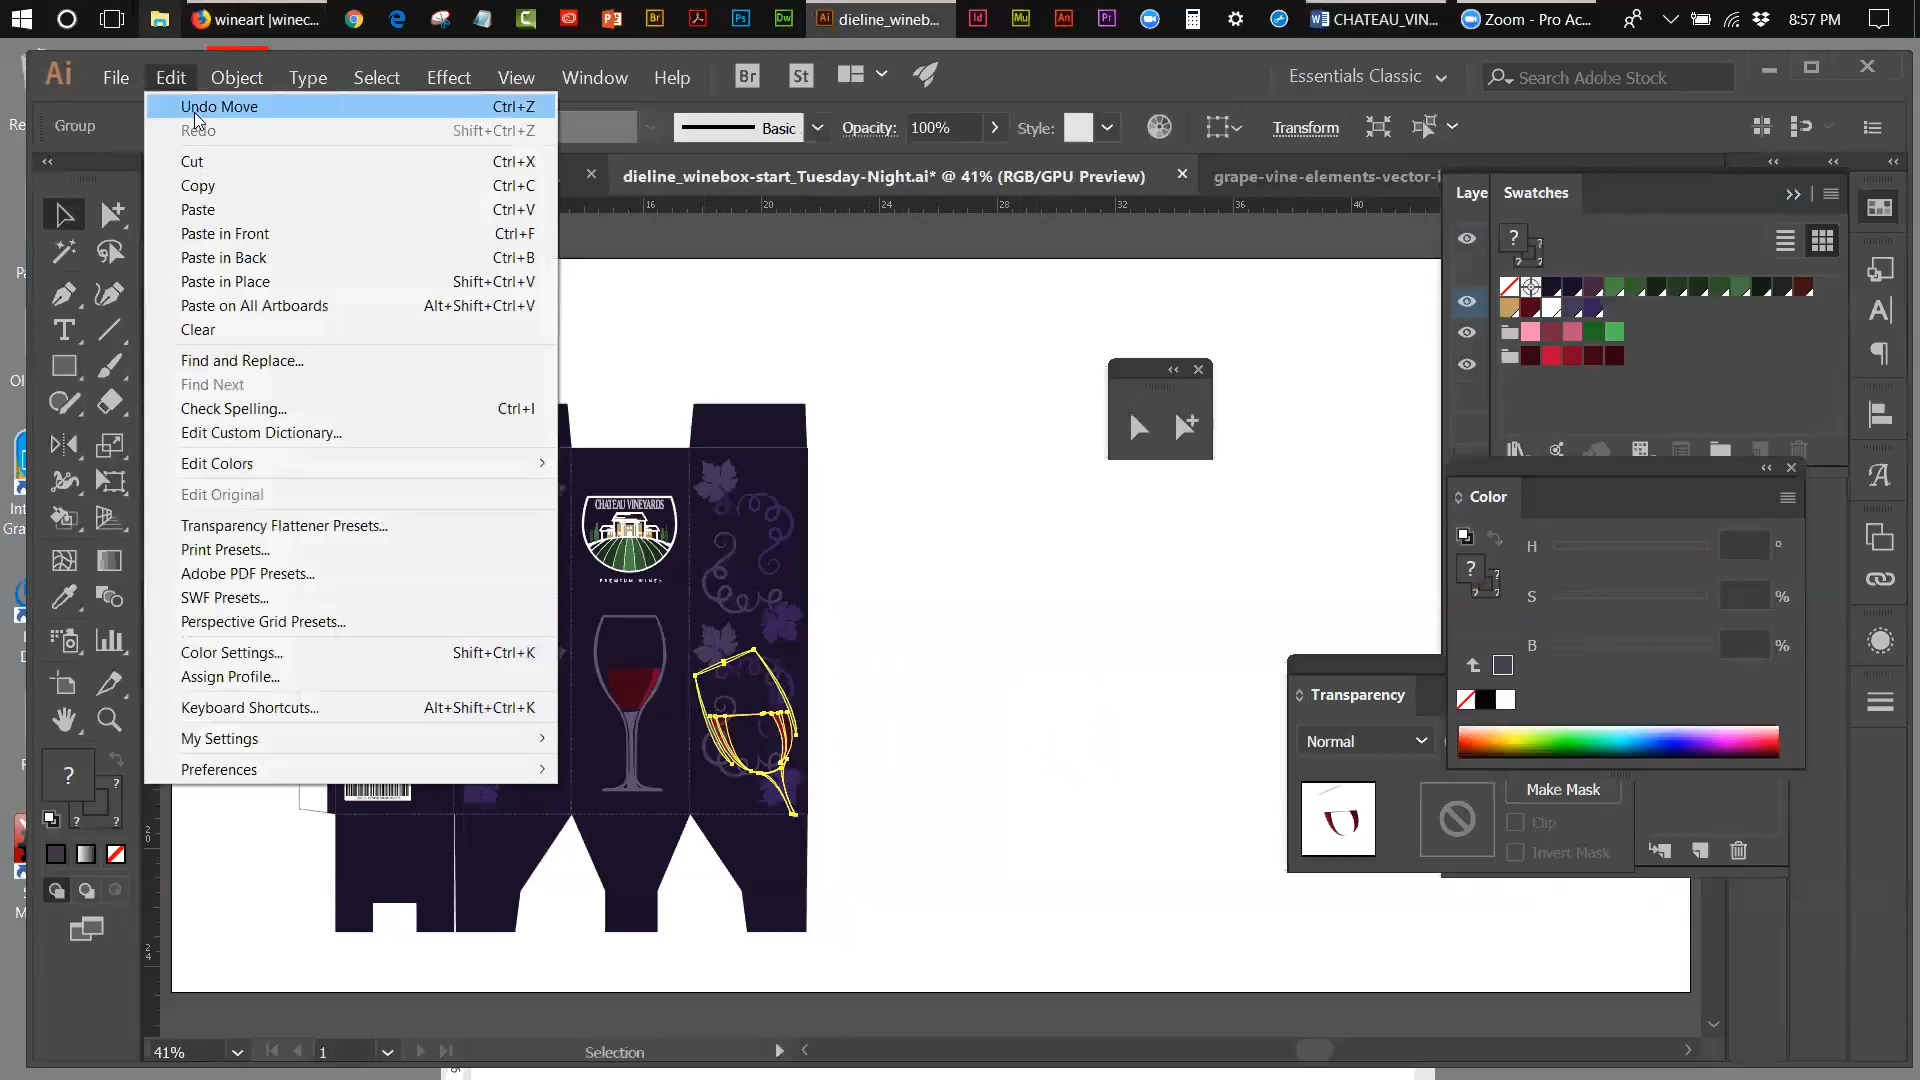 wineart |winec...
dieline_wineb...
CHATEAU_VIN...
Zoom - Pro Ac...
8:57 PM
Ai
File
Edit
Object
Type
Select
Effect
View
Window
Help
Br
St
Essentials Classic
Search Adobe Stock
Group
Basic
Opacity:
100%
Style:
Transform
dieline_winebox-start_Tuesday-Night.ai* @ 41% (RGB/GPU Preview)
grape-vine-elements-vector-i
Undo Move Ctrl+Z
Redo Shift+Ctrl+Z
Cut Ctrl+X
Copy Ctrl+C
Paste Ctrl+V
Paste in Front Ctrl+F
Paste in Back Ctrl+B
Paste in Place Shift+Ctrl+V
Paste on All Artboards Alt+Shift+Ctrl+V
Clear
Find and Replace...
Find Next
Check Spelling... Ctrl+I
Edit Custom Dictionary...
Edit Colors
Edit Original
Transparency Flattener Presets...
Print Presets...
Adobe PDF Presets...
SWF Presets...
Perspective Grid Presets...
Color Settings... Shift+Ctrl+K
Assign Profile...
Keyboard Shortcuts... Alt+Shift+Ctrl+K
My Settings
Preferences
16 20 24 28 32 36 40
CHATEAU VINEYARDS
PREMIUM WINES
Laye
Swatches
Color
H °
S %
B %
Transparency
Normal
Make Mask
Clip
Invert Mask
41%
1
Selection